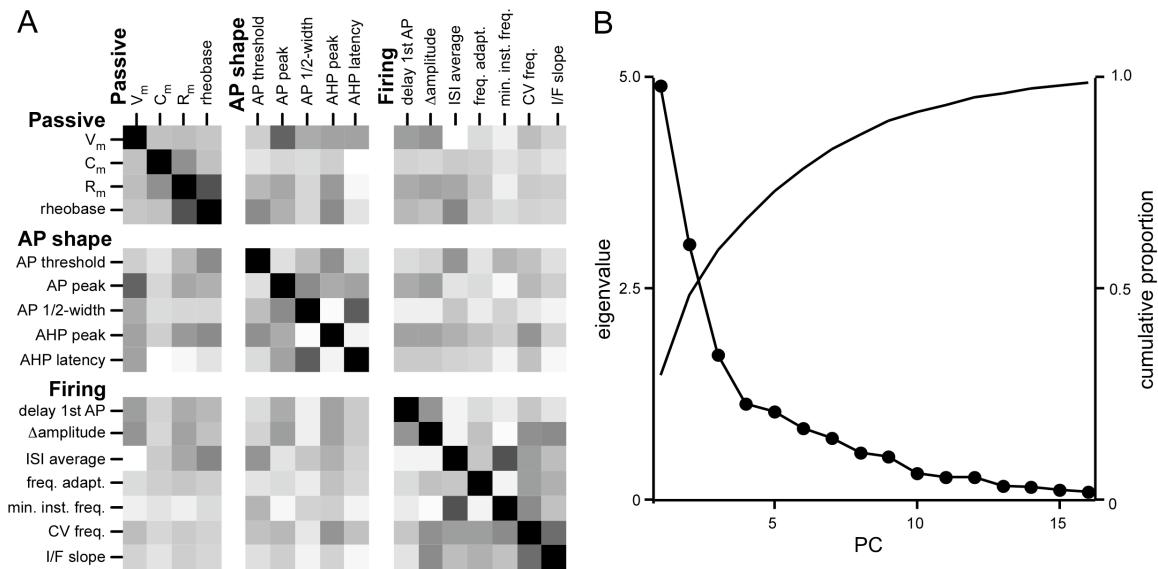 A
Passive
Vm
Cm
Rm
rheobase
AP shape
AP threshold
AP peak
AP 1/2-width
AHP peak
AHP latency
Firing
delay 1st AP
Δamplitude
ISI average
freq. adapt.
min. inst. freq.
CV freq.
I/F slope
Passive
Vm
Cm
Rm
rheobase
AP shape
AP threshold
AP peak
AP 1/2-width
AHP peak
AHP latency
Firing
delay 1st AP
Δamplitude
ISI average
freq. adapt.
min. inst. freq.
CV freq.
I/F slope
B
5.0
2.5
0
eigenvalue
1.0
0.5
0
cumulative proportion
5
10
15
PC